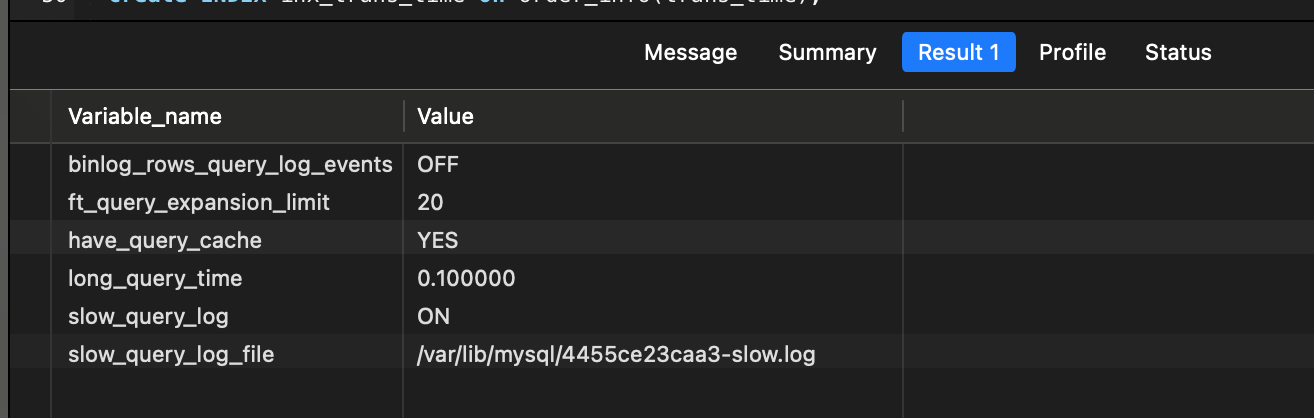 Message Summary Result 1 Profile Status
Variable_name Value
binlog_rows_query_log_events OFF
ft_query_expansion_limit 20
have_query_cache YES
long_query_time 0.100000
slow_query_log ON
slow_query_log_file /var/lib/mysql/4455ce23caa3-slow.log